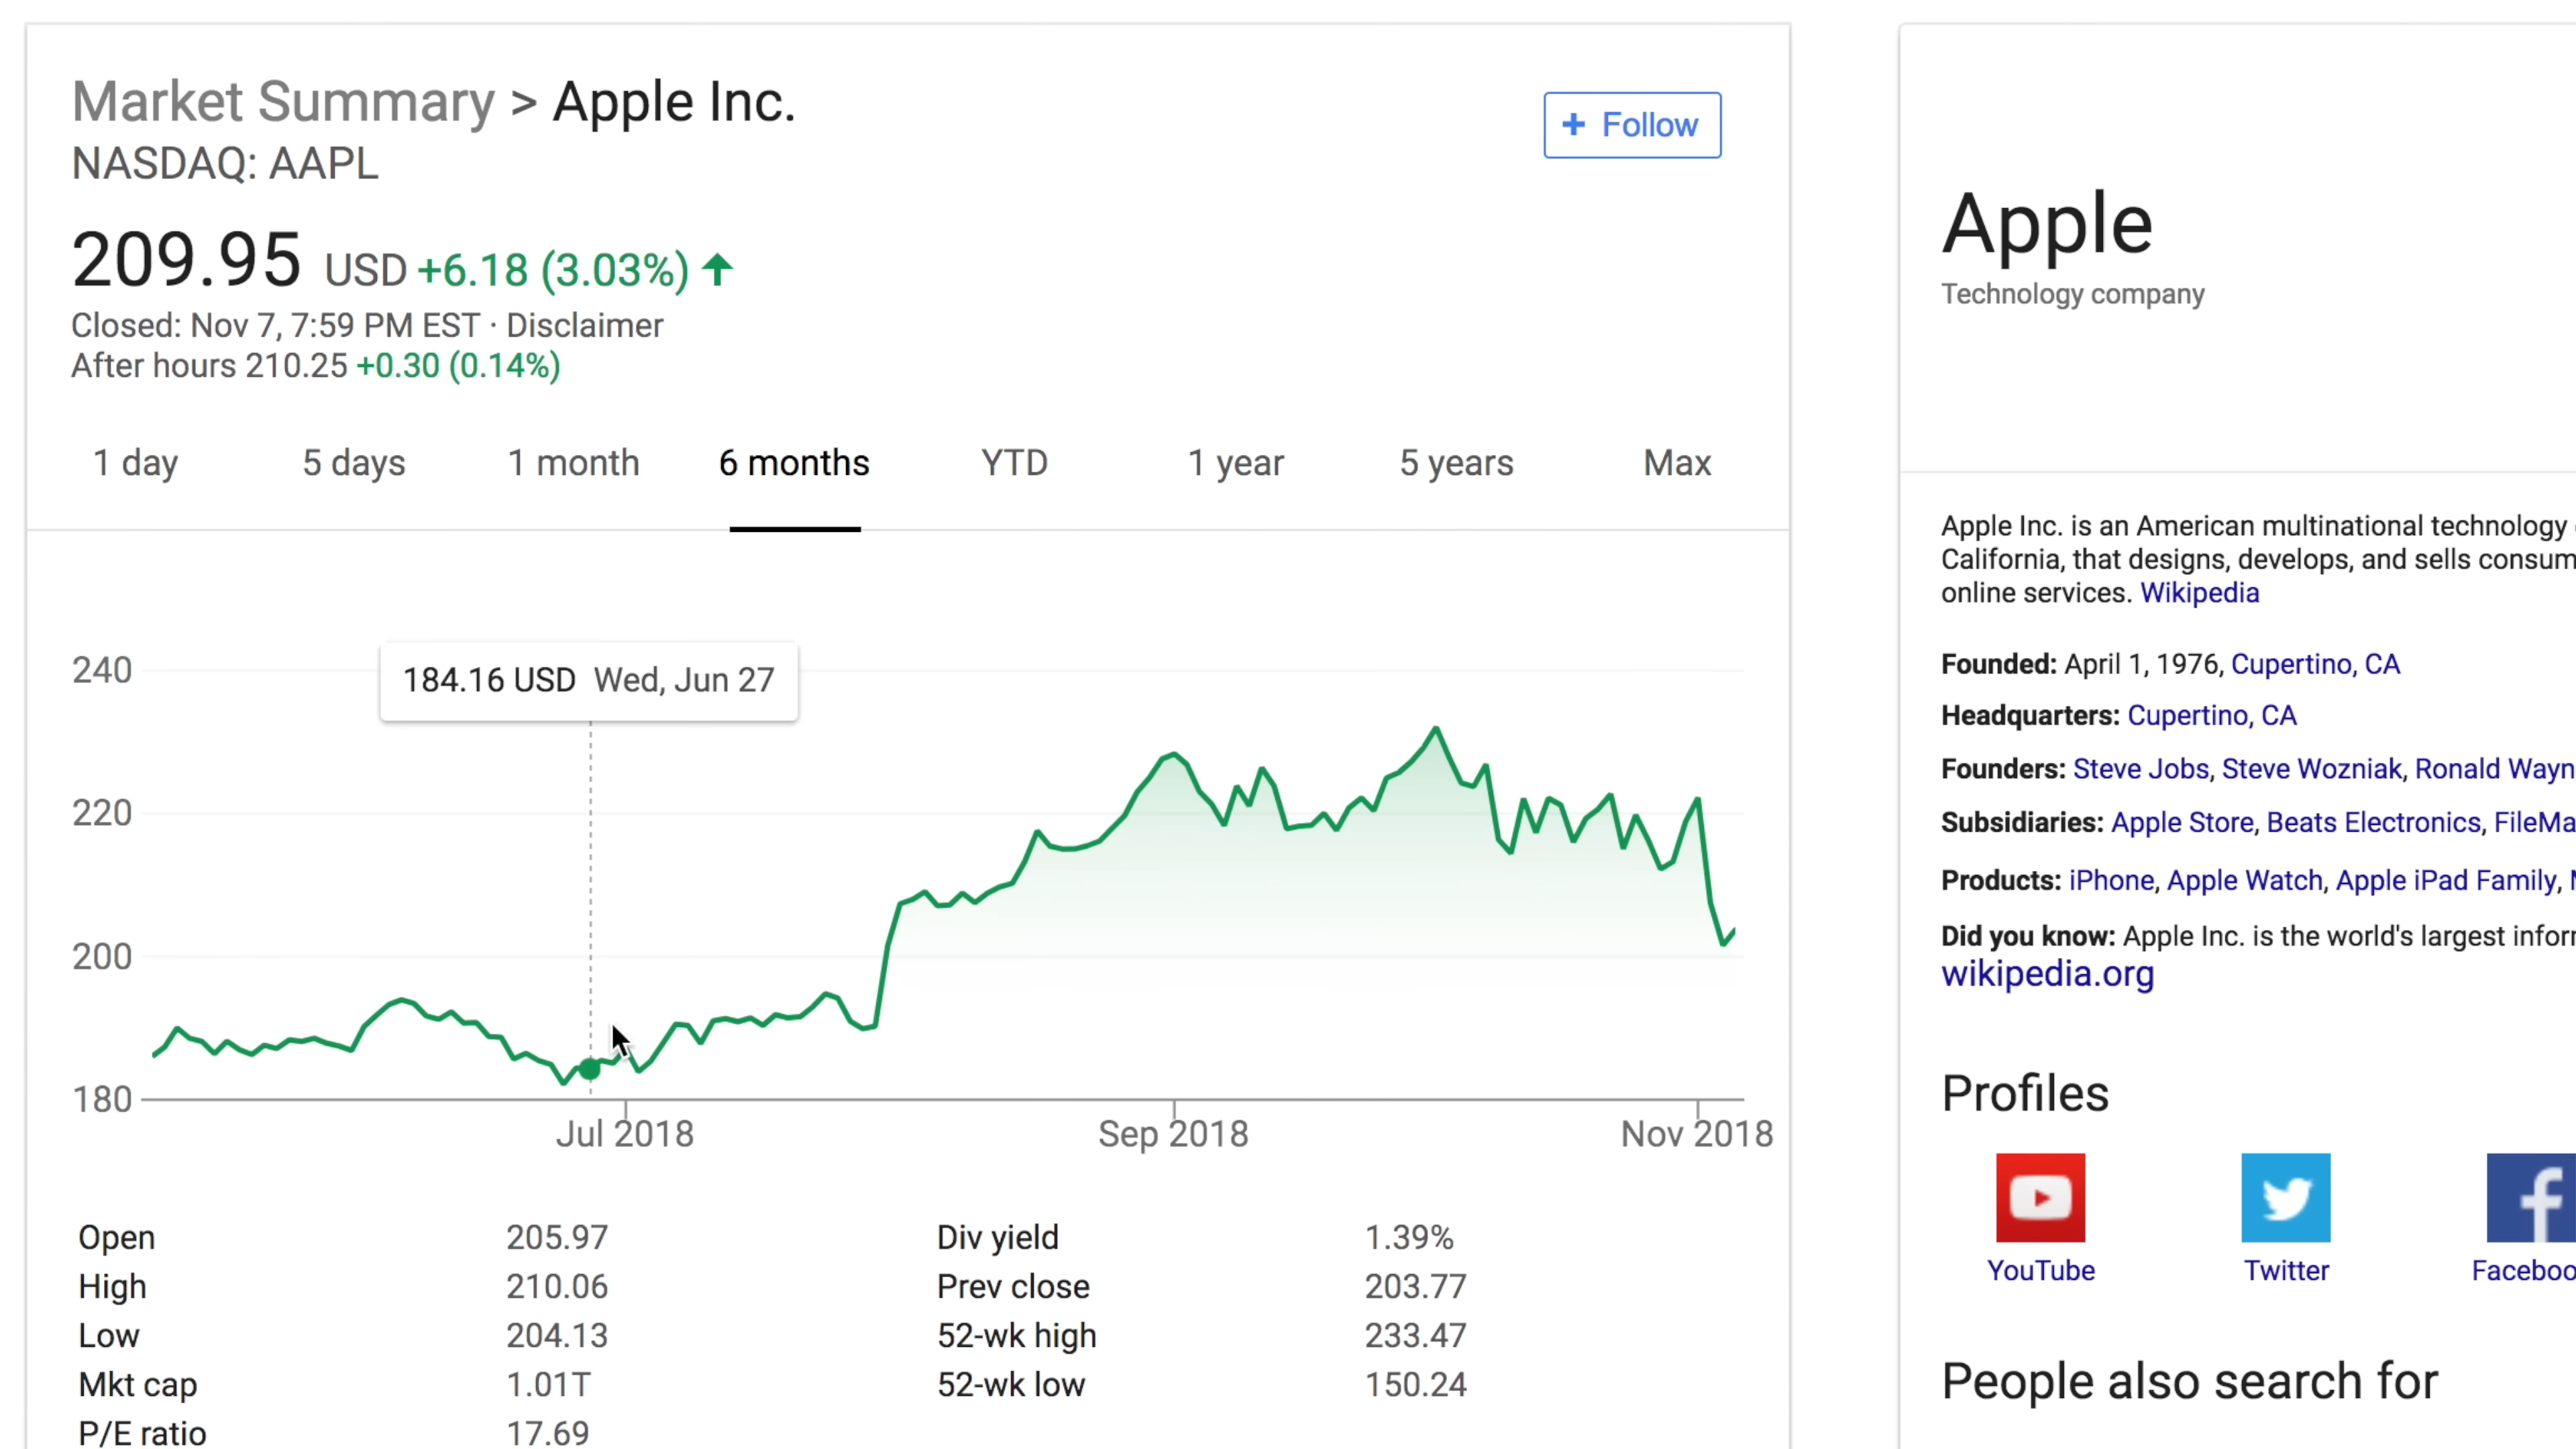 Market Summary > Apple Inc.
NASDAQ: AAPL
+ Follow
209.95 USD +6.18 (3.03%)
Closed: Nov 7, 7:59 PM EST · Disclaimer
After hours 210.25 +0.30 (0.14%)
1 day 5 days 1 month 6 months YTD 1 year 5 years Max
184.16 USD Wed, Jun 27
240
220
200
180
Jul 2018 Sep 2018 Nov 2018
Open 205.97 Div yield 1.39%
High 210.06 Prev close 203.77
Low 204.13 52-wk high 233.47
Mkt cap 1.01T 52-wk low 150.24
P/E ratio 17.69
Apple
Technology company
Apple Inc. is an American multinational technology
California, that designs, develops, and sells consum
online services. Wikipedia
Founded: April 1, 1976, Cupertino, CA
Headquarters: Cupertino, CA
Founders: Steve Jobs, Steve Wozniak, Ronald Wayn
Subsidiaries: Apple Store, Beats Electronics, FileMa
Products: iPhone, Apple Watch, Apple iPad Family,
Did you know: Apple Inc. is the world's largest infor
wikipedia.org
Profiles
YouTube Twitter Faceboo
People also search for